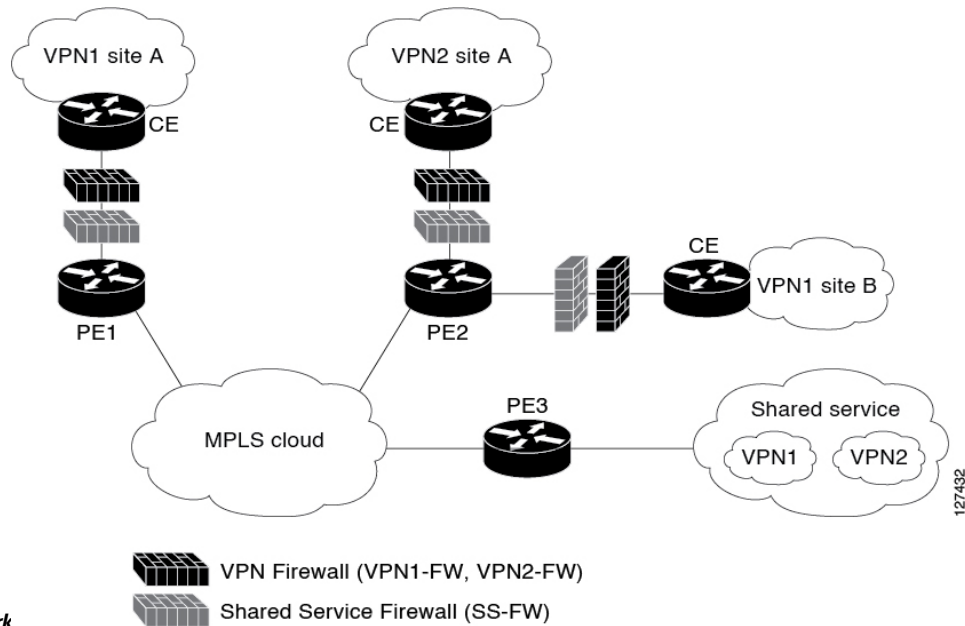 VPN1 site A
VPN2 site A
CE
CE
CE
VPN1 site B
PE1
PE2
PE3
Shared service
MPLS cloud
VPN1
VPN2
127432
VPN Firewall (VPN1-FW, VPN2-FW)
Shared Service Firewall (SS-FW)